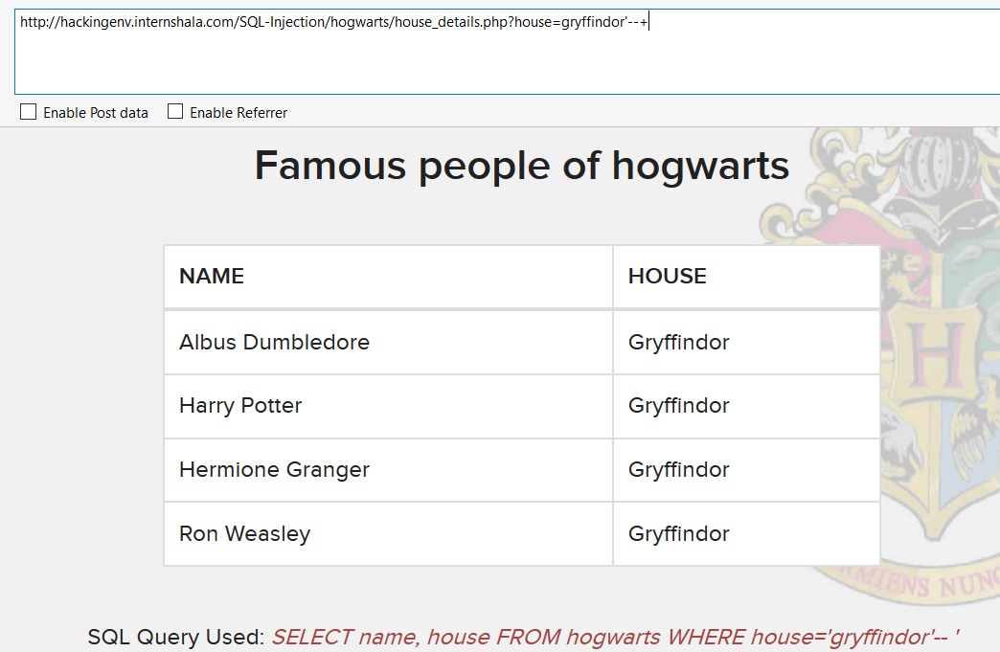 http://hackingenv.internshala.com/SQL-Injection/hogwarts/house_details.php?house=gryffindor'--+
Enable Post data Enable Referrer
Famous people of hogwarts
NAME HOUSE
Albus Dumbledore Gryffindor
Harry Potter Gryffindor
H
Hermione Granger Gryffindor
Ron Weasley Gryffindor
MIENS NUNC
SQL Query Used: SELECT name, house FROM hogwarts WHERE house='gryffindor'-- '